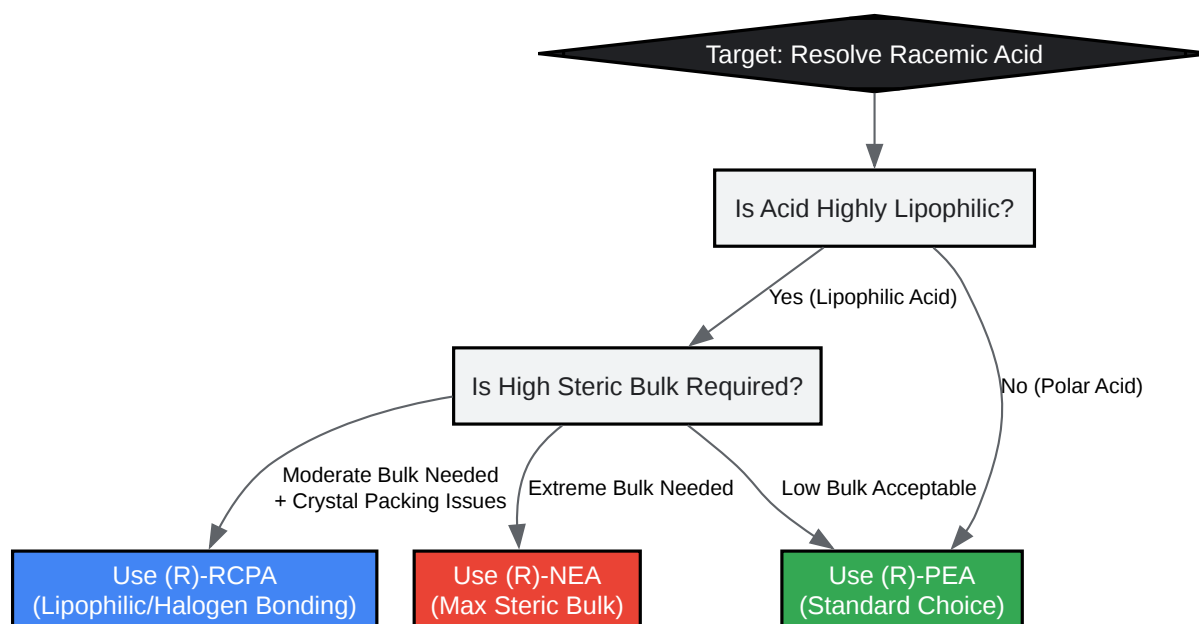 Target: Resolve Racemic Acid
Is Acid Highly Lipophilic?
Yes (Lipophilic Acid)
No (Polar Acid)
Is High Steric Bulk Required?
Moderate Bulk Needed
+ Crystal Packing Issues
Extreme Bulk Needed
Low Bulk Acceptable
Use (R)-RCPA
(Lipophilic/Halogen Bonding)
Use (R)-NEA
(Max Steric Bulk)
Use (R)-PEA
(Standard Choice)